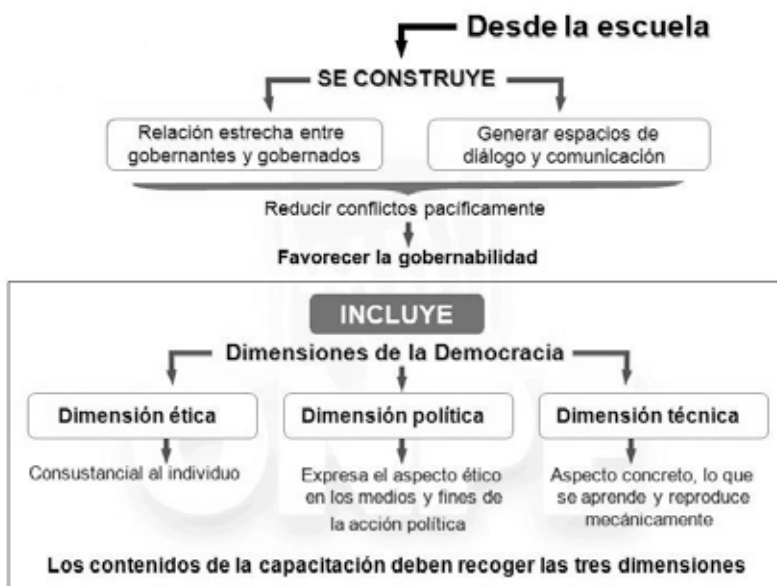 Desde la escuela
SE CONSTRUYE
Relación estrecha entre
gobernantes y gobernados
Generar espacios de
diálogo y comunicación
Reducir conflictos pacíficamente
Favorecer la gobernabilidad
INCLUYE
Dimensiones de la Democracia
Dimensión ética
Consustancial al individuo
Dimensión política
Expresa el aspecto ético
en los medios y fines de
la acción política
Dimensión técnica
Aspecto concreto, lo que
se aprende y reproduce
mecánicamente
Los contenidos de la capacitación deben recoger las tres dimensiones
ONPE